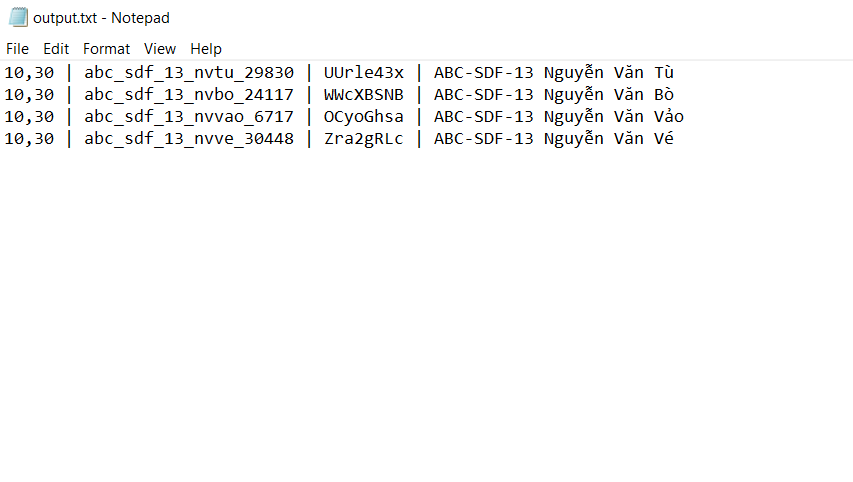 output.txt - Notepad
File Edit Format View Help
10,30 | abc_sdf_13_nvtu_29830 | UUrle43x | ABC-SDF-13 Nguyễn Văn Tù
10,30 | abc_sdf_13_nvbo_24117 | WWcXBSNB | ABC-SDF-13 Nguyễn Văn Bò
10,30 | abc_sdf_13_nvvao_6717 | OCyoGhsa | ABC-SDF-13 Nguyễn Văn Vảo
10,30 | abc_sdf_13_nvve_30448 | Zra2gRLc | ABC-SDF-13 Nguyễn Văn Vé